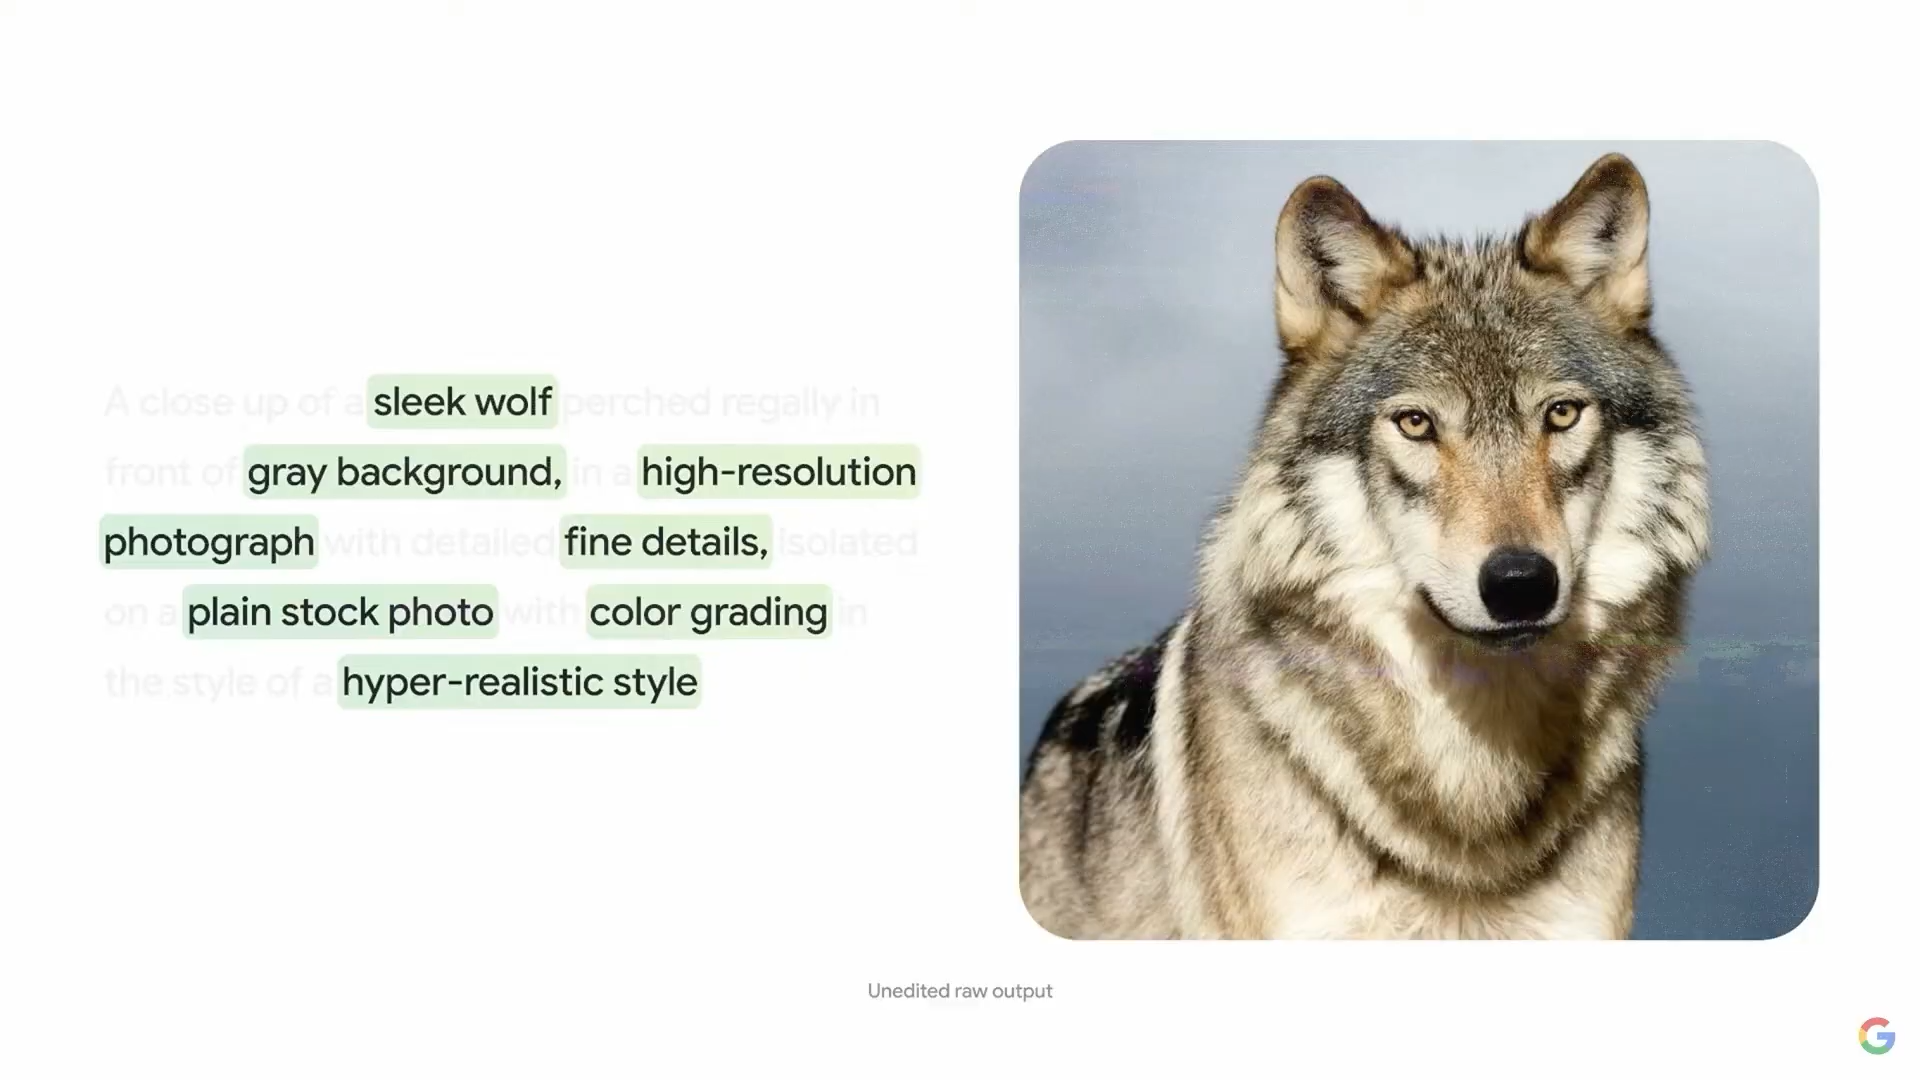 A close up of a sleek wolf perched regally in
front of gray background, in a high-resolution
photograph with detailed fine details, isolated
on a plain stock photo with color grading in
the style of a hyper-realistic style
Unedited raw output